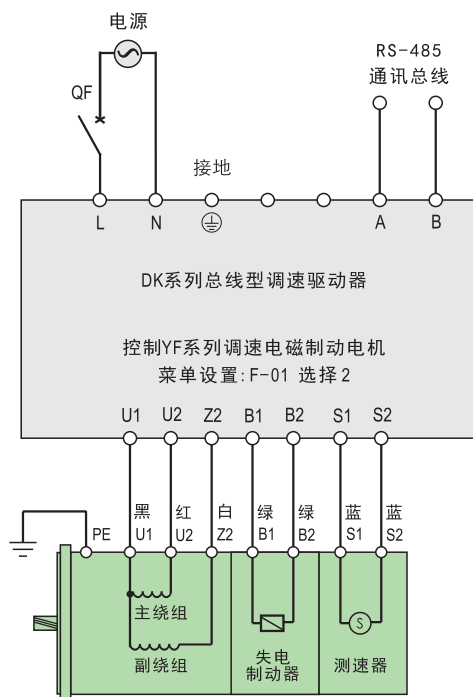 电源
RS-485
通讯总线
QF
接地
L N A B
DK系列总线型调速驱动器
控制YF系列调速电磁制动电机
菜单设置:F-01 选择2
U1 U2 Z2 B1 B2 S1 S2
黑 红 白 绿 绿 蓝 蓝
PE U1 U2 Z2 B1 B2 S1 S2
主绕组
S
副绕组
失电
制动器
测速器